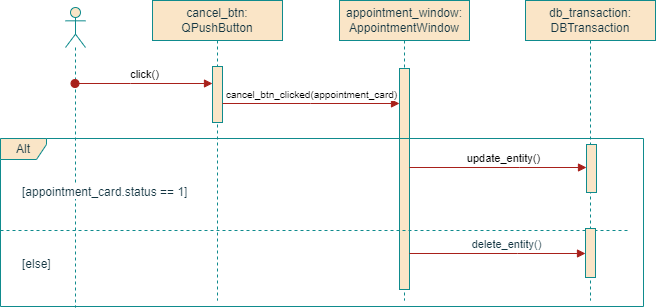 cancel_btn:
QPushButton
appointment_window:
AppointmentWindow
db_transaction:
DBTransaction
click()
cancel_btn_clicked(appointment_card)
Alt
update_entity()
[appointment_card.status == 1]
delete_entity()
[else]